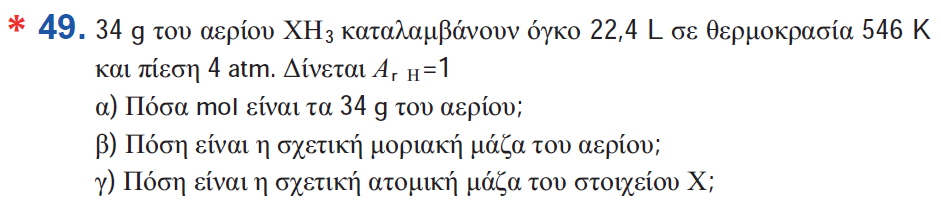 * 49. 34 g του αερίου XH₃ καταλαμβάνουν όγκο 22,4 L σε θερμοκρασία 546 K
και πίεση 4 atm. Δίνεται Aᵣ H=1
α) Πόσα mol είναι τα 34 g του αερίου;
β) Πόση είναι η σχετική μοριακή μάζα του αερίου;
γ) Πόση είναι η σχετική ατομική μάζα του στοιχείου X;